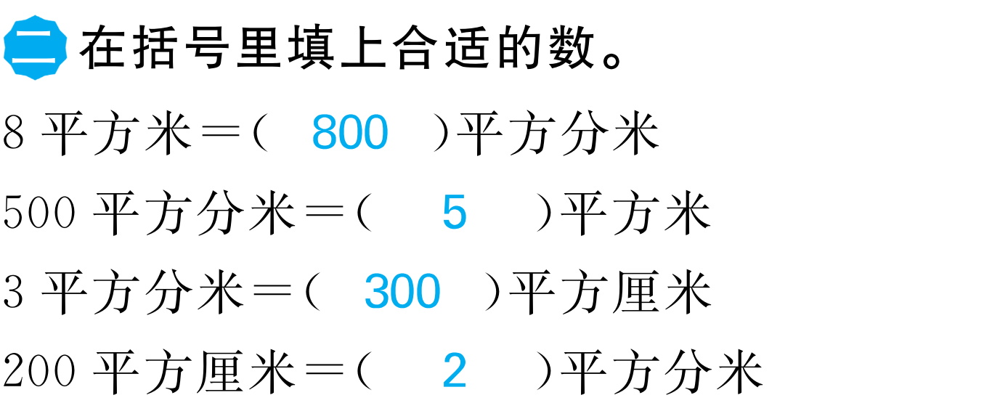 二 在括号里填上合适的数。
8 平方米=( 800 )平方分米
500 平方分米=( 5 )平方米
3 平方分米=( 300 )平方厘米
200 平方厘米=( 2 )平方分米